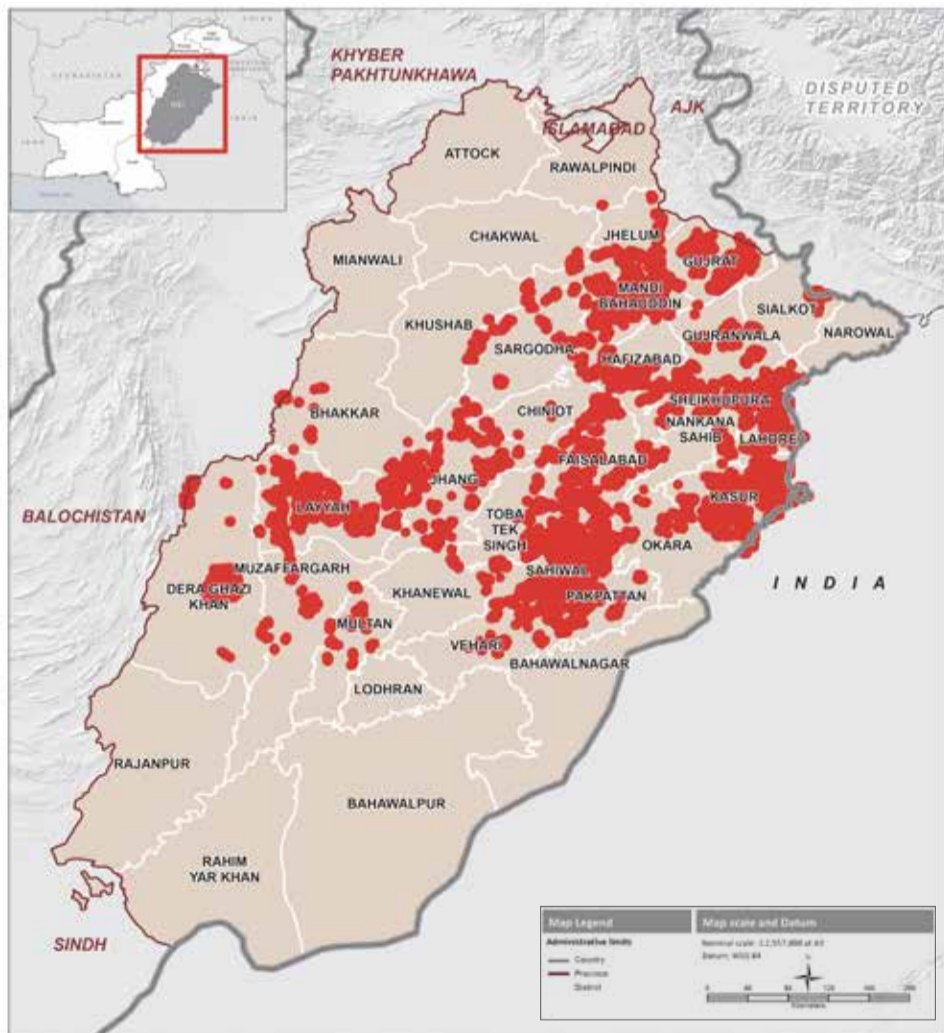 KHYBER
PAKHTUNKHAWA
DISPUTED
TERRITORY
AJK
ISLAMABAD
ATTOCK
RAWALPINDI
CHAKWAL
JHELUM
MIANWALI
GUJRAT
MANDI
BAHAUDDIN
SIALKOT
KHUSHAB
NAROWAL
GUJRANWALA
SARGODHA
HAFIZABAD
BHAKKAR
CHINIOT
SHEIKHUPURA
NANKANA
SAHIB
LAHORE
FAISALABAD
JHANG
KASUR
LAYYAH
BALOCHISTAN
TOBA
TEK
SINGH
OKARA
MUZAFFARGARH
SAHIWAL
INDIA
DERA GHAZI
KHAN
KHANEWAL
PAKPATTAN
MULTAN
VEHARI
BAHAWALNAGAR
LODHRAN
RAJANPUR
BAHAWALPUR
RAHIM
YAR KHAN
SINDH
Map Legend
Administrative limits
Country
Province
District
Map scale and Datum
Kilometers